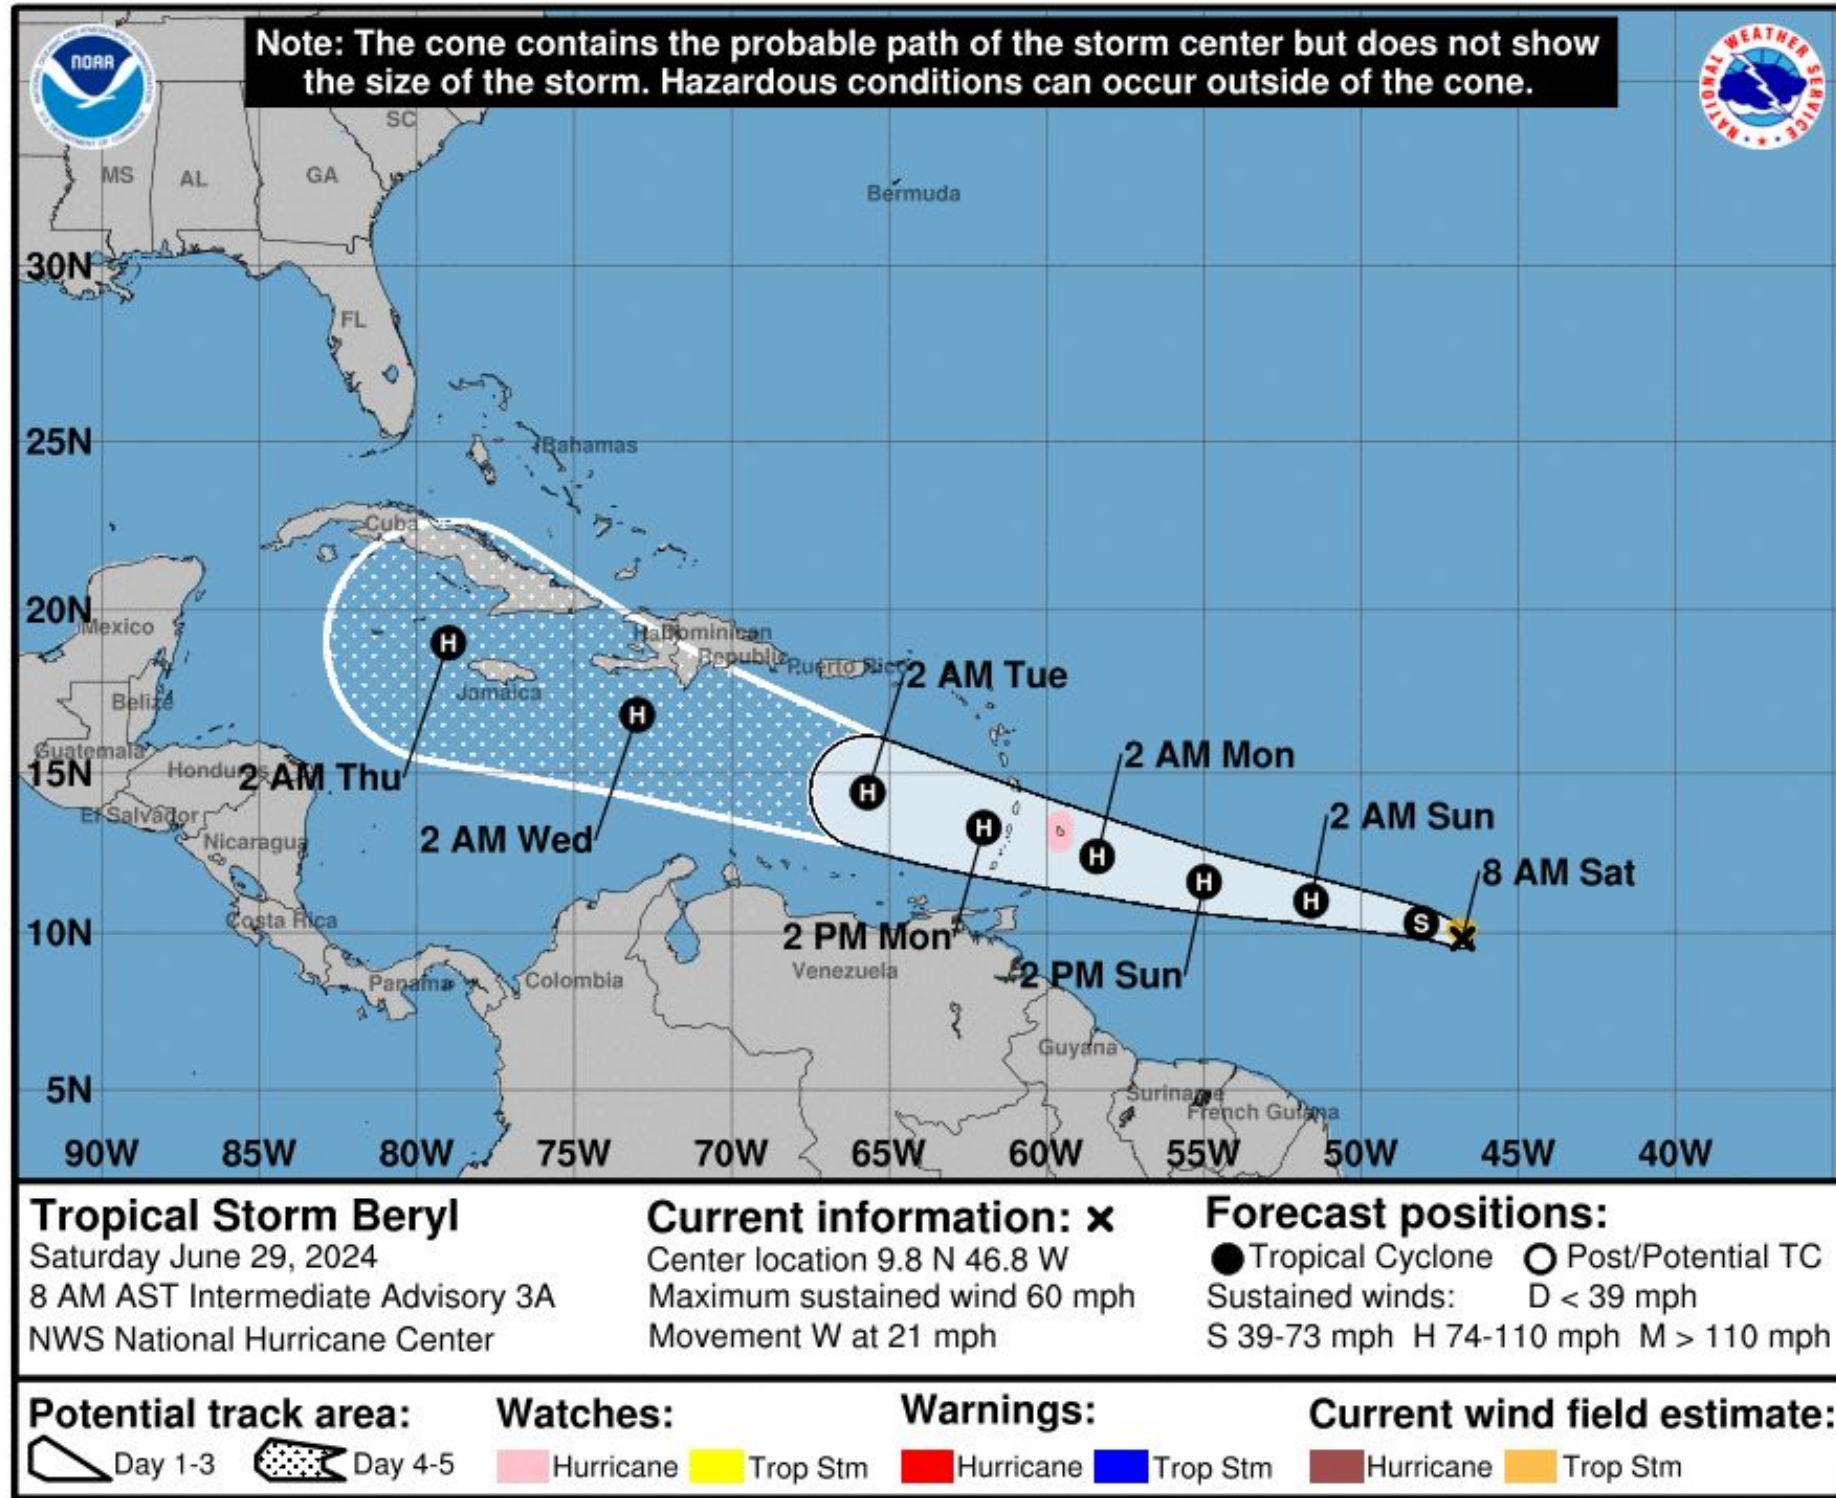 Note: The cone contains the probable path of the storm center but does not show
the size of the storm. Hazardous conditions can occur outside of the cone.
NOAA
NATIONAL WEATHER SERVICE
SC
MS
AL
GA
Bermuda
30N
FL
25N
Bahamas
Cuba
20N
Mexico
Dominican
Republic
Puerto Rico
2 AM Tue
H
Jamaica
Belize
H
Guatemala
15N
Honduras
2 AM Thu
2 AM Mon
H
El Salvador
Nicaragua
2 AM Wed
H
H
2 AM Sun
H
H
8 AM Sat
S
Costa Rica
10N
2 PM Mon
Panama
Colombia
Venezuela
2 PM Sun
Guyana
5N
Suriname
French Guiana
90W 85W 80W 75W 70W 65W 60W 55W 50W 45W 40W
Tropical Storm Beryl
Saturday June 29, 2024
8 AM AST Intermediate Advisory 3A
NWS National Hurricane Center
Current information: x
Center location 9.8 N 46.8 W
Maximum sustained wind 60 mph
Movement W at 21 mph
Forecast positions:
Tropical Cyclone Post/Potential TC
Sustained winds: D < 39 mph
S 39-73 mph H 74-110 mph M > 110 mph
Potential track area:
Day 1-3 Day 4-5
Watches:
Hurricane Trop Stm
Warnings:
Hurricane Trop Stm
Current wind field estimate:
Hurricane Trop Stm